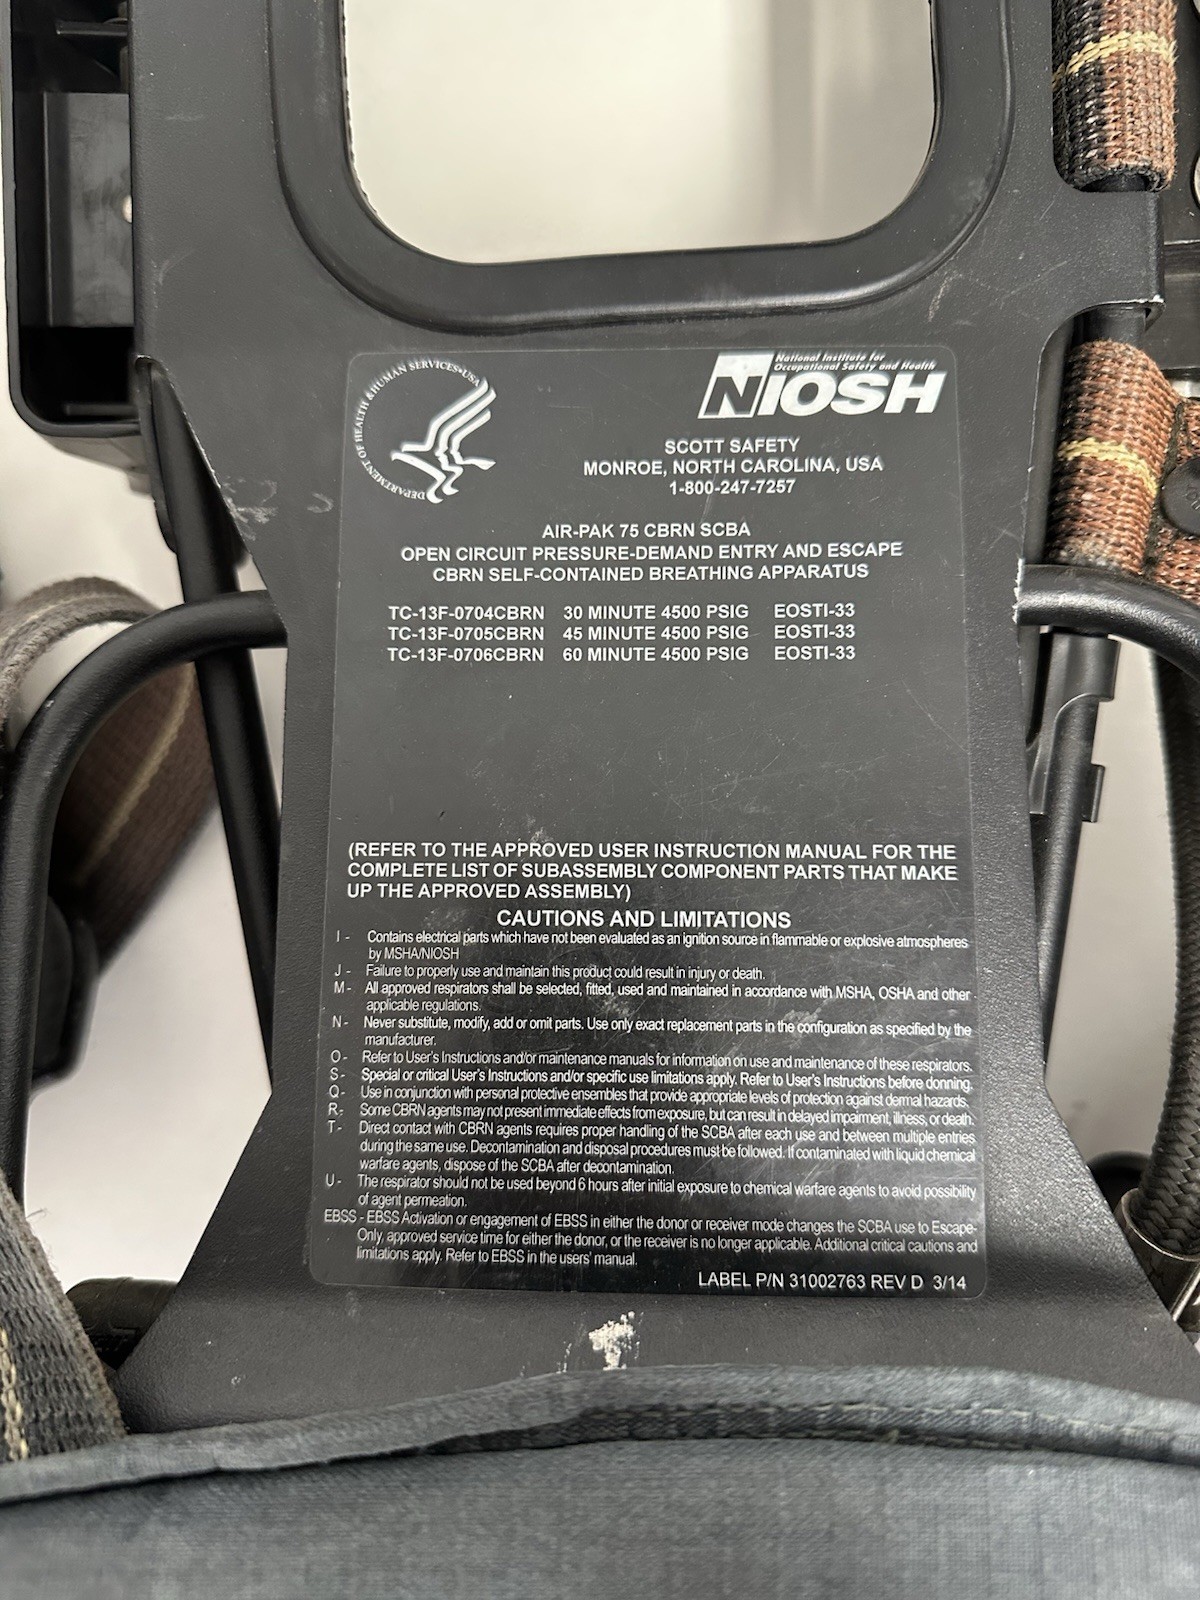 DEPARTMENT OF HEALTH & HUMAN SERVICES • USA
National Institute for
Occupational Safety and Health
NIOSH
SCOTT SAFETY
MONROE, NORTH CAROLINA, USA
1-800-247-7257
AIR-PAK 75 CBRN SCBA
OPEN CIRCUIT PRESSURE-DEMAND ENTRY AND ESCAPE
CBRN SELF-CONTAINED BREATHING APPARATUS
TC-13F-0704CBRN 30 MINUTE 4500 PSIG EOSTI-33
TC-13F-0705CBRN 45 MINUTE 4500 PSIG EOSTI-33
TC-13F-0706CBRN 60 MINUTE 4500 PSIG EOSTI-33
(REFER TO THE APPROVED USER INSTRUCTION MANUAL FOR THE
COMPLETE LIST OF SUBASSEMBLY COMPONENT PARTS THAT MAKE
UP THE APPROVED ASSEMBLY)
CAUTIONS AND LIMITATIONS
I - Contains electrical parts which have not been evaluated as an ignition source in flammable or explosive atmospheres
by MSHA/NIOSH
J - Failure to properly use and maintain this product could result in injury or death.
M - All approved respirators shall be selected, fitted, used and maintained in accordance with MSHA, OSHA and other
applicable regulations.
N - Never substitute, modify, add or omit parts. Use only exact replacement parts in the configuration as specified by the
manufacturer.
O - Refer to User's Instructions and/or maintenance manuals for information on use and maintenance of these respirators.
S - Special or critical User's Instructions and/or specific use limitations apply. Refer to User's Instructions before donning.
Q - Use in conjunction with personal protective ensembles that provide appropriate levels of protection against dermal hazards.
R - Some CBRN agents may not present immediate effects from exposure, but can result in delayed impairment, illness, or death.
T - Direct contact with CBRN agents requires proper handling of the SCBA after each use and between multiple entries
during the same use. Decontamination and disposal procedures must be followed. If contaminated with liquid chemical
warfare agents, dispose of the SCBA after decontamination.
U - The respirator should not be used beyond 6 hours after initial exposure to chemical warfare agents to avoid possibility
of agent permeation.
EBSS - EBSS Activation or engagement of EBSS in either the donor or receiver mode changes the SCBA use to Escape-
Only, approved service time for either the donor, or the receiver is no longer applicable. Additional critical cautions and
limitations apply. Refer to EBSS in the users' manual.
LABEL P/N 31002763 REV D 3/14